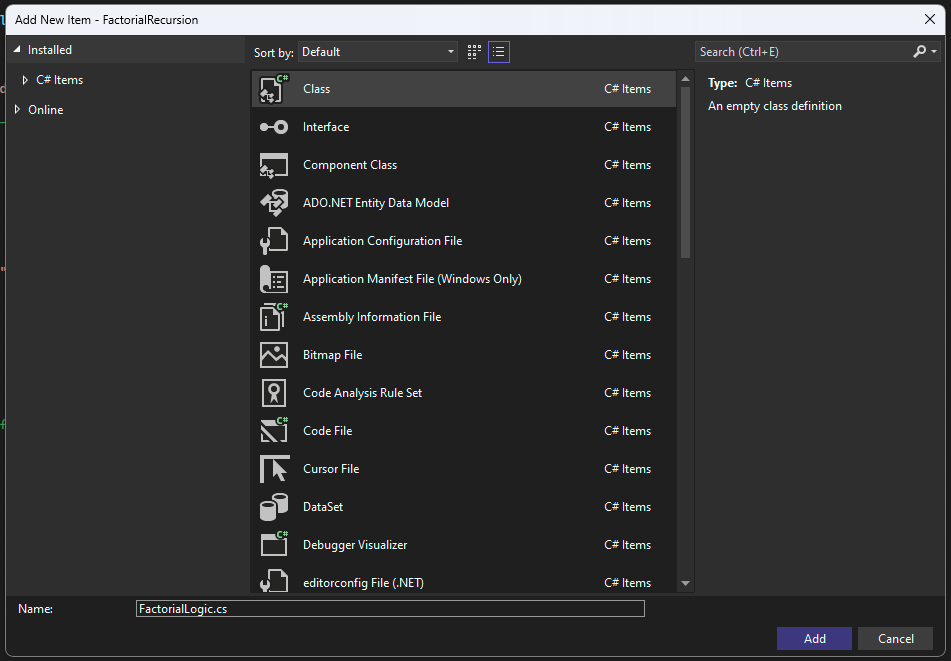 Add New Item - FactorialRecursion
Installed
C# Items
Online
Sort by: Default
Search (Ctrl+E)
Class C# Items
Interface C# Items
Component Class C# Items
ADO.NET Entity Data Model C# Items
Application Configuration File C# Items
Application Manifest File (Windows Only) C# Items
Assembly Information File C# Items
Bitmap File C# Items
Code Analysis Rule Set C# Items
Code File C# Items
Cursor File C# Items
DataSet C# Items
Debugger Visualizer C# Items
editorconfig File (.NET) C# Items
Type: C# Items
An empty class definition
Name: FactorialLogic.cs
Add Cancel